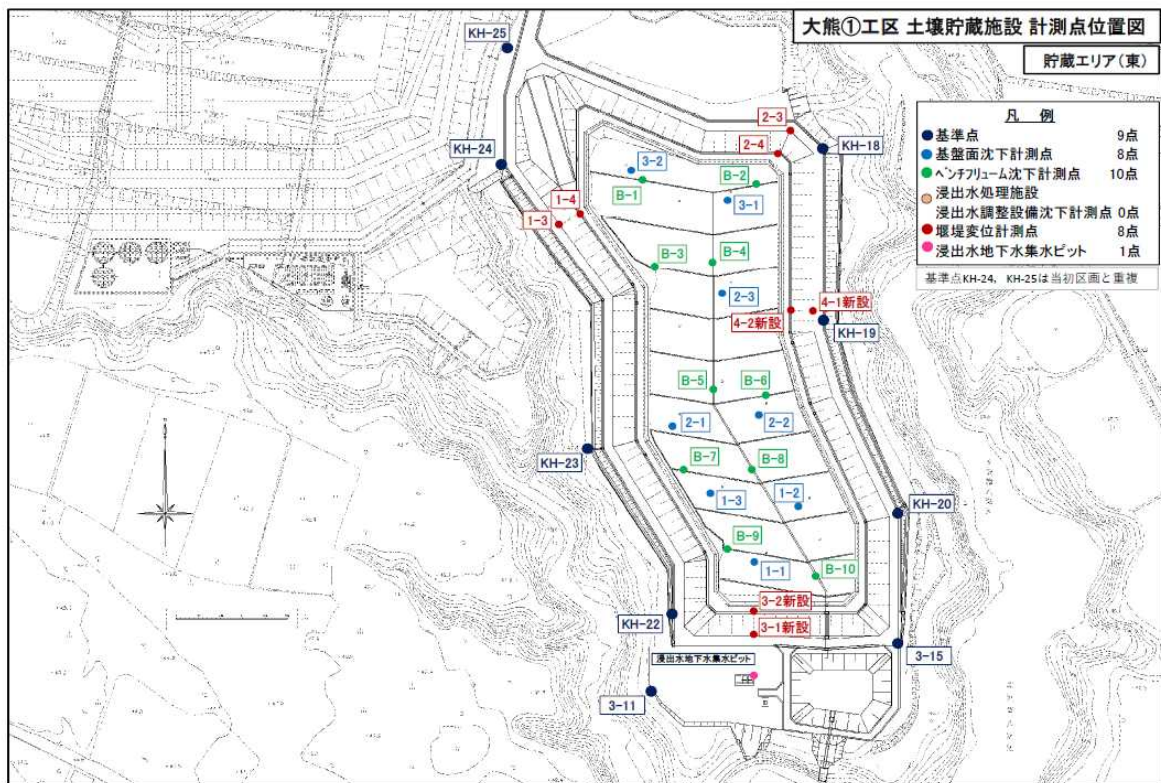 大熊①工区 土壌貯蔵施設 計測点位置図
貯蔵エリア(東)
凡 例
基準点 9点
基盤面沈下計測点 8点
ベンチフリューム沈下計測点 10点
浸出水処理施設
浸出水調整設備沈下計測点 0点
堰堤変位計測点 8点
浸出水地下水集水ピット 1点
基準点KH-24, KH-25は当初区画と重複
KH-25
2-3
2-4
KH-18
KH-24
3-2
B-1
B-2
3-1
1-4
1-3
B-3
B-4
2-3
4-1新設
4-2新設
KH-19
B-5
B-6
2-1
2-2
KH-23
B-7
B-8
1-3
1-2
KH-20
B-9
1-1
B-10
3-2新設
KH-22
3-1新設
3-15
浸出水地下水集水ピット
3-11